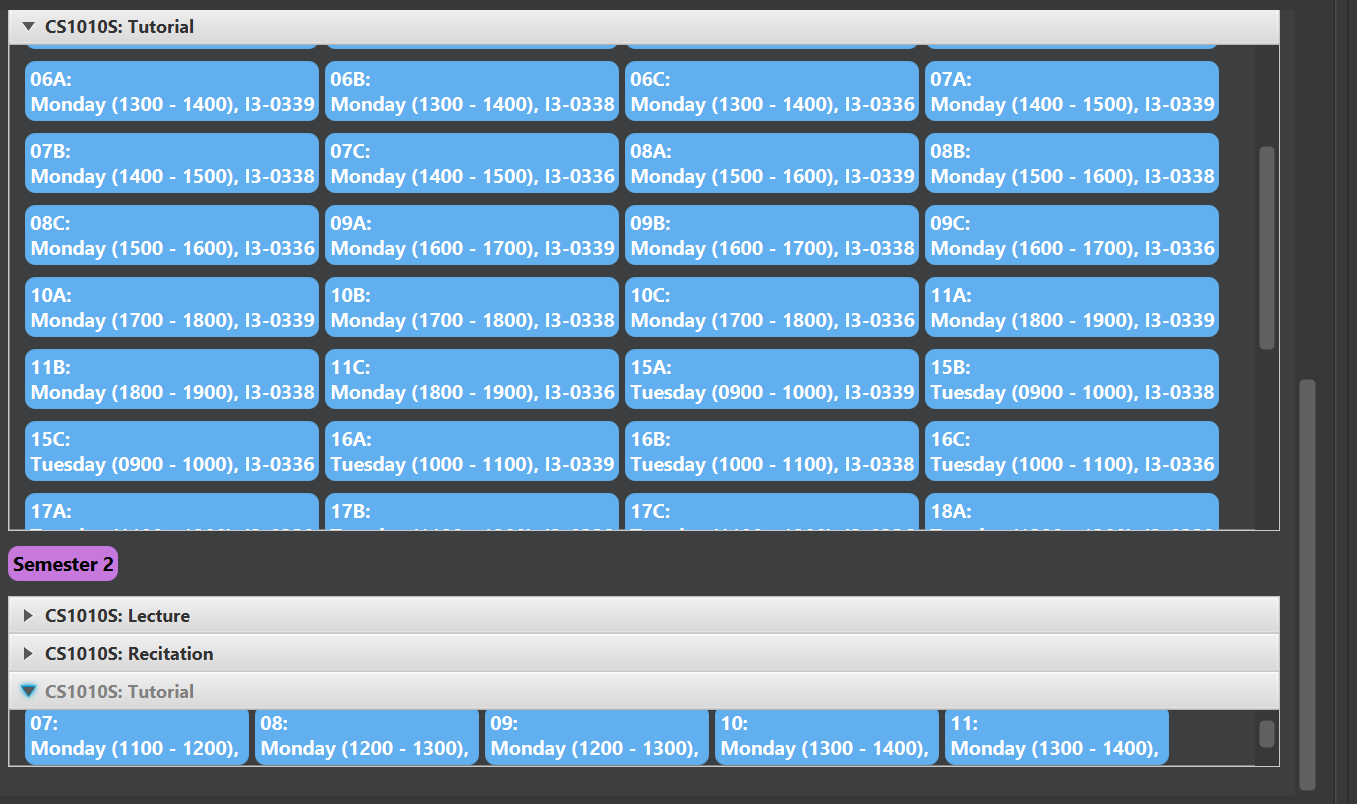 CS1010S: Tutorial
06A:
Monday (1300 - 1400), I3-0339
06B:
Monday (1300 - 1400), I3-0338
06C:
Monday (1300 - 1400), I3-0336
07A:
Monday (1400 - 1500), I3-0339
07B:
Monday (1400 - 1500), I3-0338
07C:
Monday (1400 - 1500), I3-0336
08A:
Monday (1500 - 1600), I3-0339
08B:
Monday (1500 - 1600), I3-0338
08C:
Monday (1500 - 1600), I3-0336
09A:
Monday (1600 - 1700), I3-0339
09B:
Monday (1600 - 1700), I3-0338
09C:
Monday (1600 - 1700), I3-0336
10A:
Monday (1700 - 1800), I3-0339
10B:
Monday (1700 - 1800), I3-0338
10C:
Monday (1700 - 1800), I3-0336
11A:
Monday (1800 - 1900), I3-0339
11B:
Monday (1800 - 1900), I3-0338
11C:
Monday (1800 - 1900), I3-0336
15A:
Tuesday (0900 - 1000), I3-0339
15B:
Tuesday (0900 - 1000), I3-0338
15C:
Tuesday (0900 - 1000), I3-0336
16A:
Tuesday (1000 - 1100), I3-0339
16B:
Tuesday (1000 - 1100), I3-0338
16C:
Tuesday (1000 - 1100), I3-0336
17A:
17B:
17C:
18A:
Semester 2
CS1010S: Lecture
CS1010S: Recitation
CS1010S: Tutorial
07:
Monday (1100 - 1200),
08:
Monday (1200 - 1300),
09:
Monday (1200 - 1300),
10:
Monday (1300 - 1400),
11:
Monday (1300 - 1400),